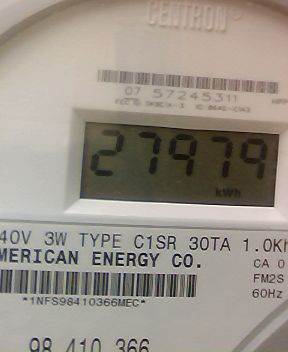 CENTRON®
07 57245311
27979
kWh
40V 3W TYPE C1SR 30TA 1.0Kh
MERICAN ENERGY CO.
CA 0
FM2S
60Hz
*1NFS98410366MEC*
98 410 366